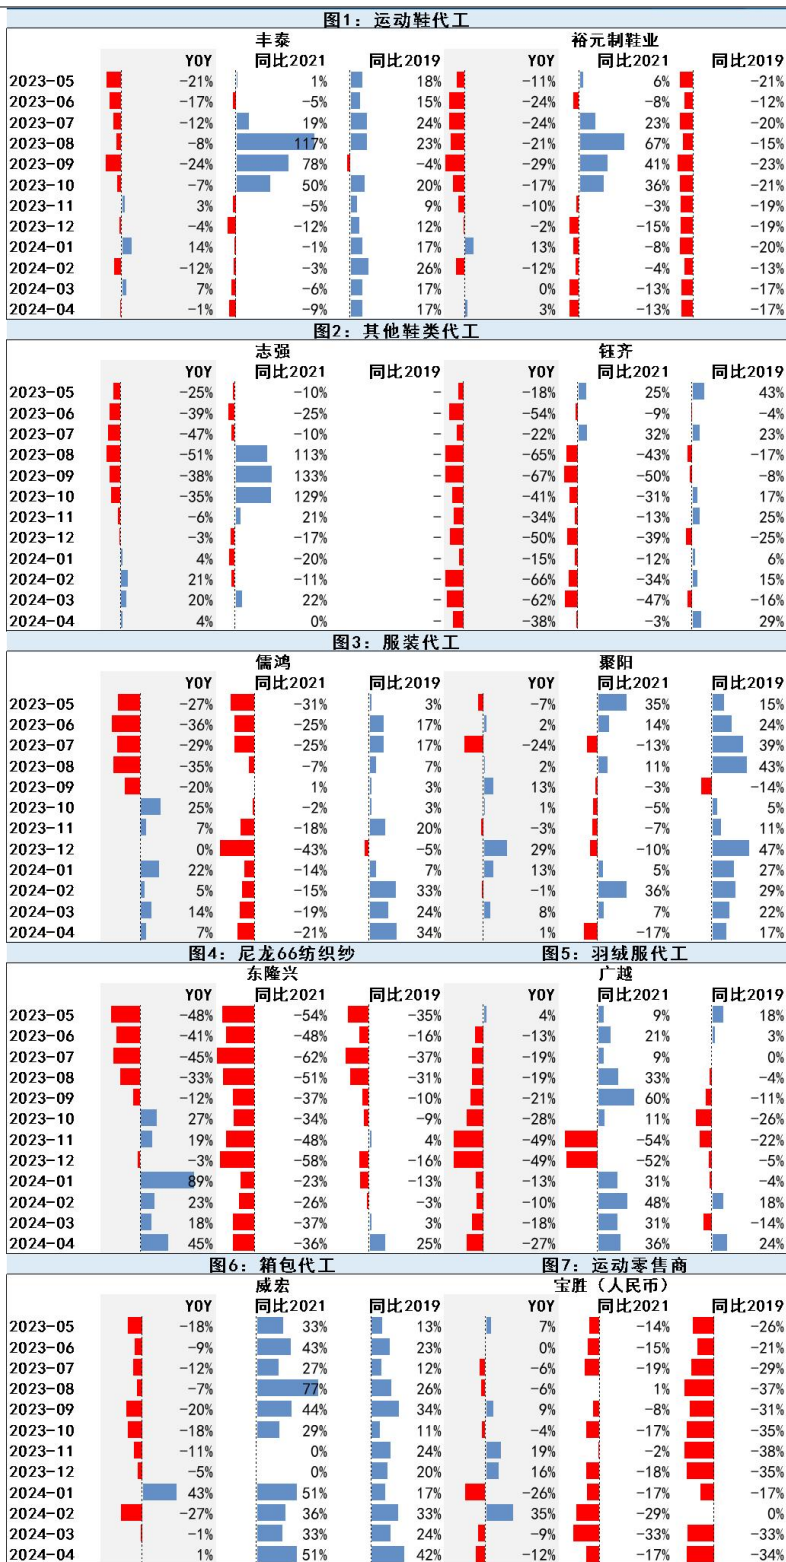 图1：运动鞋代工
丰泰 裕元制鞋业
YOY 同比2021 同比2019 YOY 同比2021 同比2019
2023-05 -21% 1% 18% -11% 6% -21%
2023-06 -17% -5% 15% -24% -8% -12%
2023-07 -12% 19% 24% -24% 23% -20%
2023-08 -8% 117% 23% -21% 67% -15%
2023-09 -24% 78% -4% -29% 41% -23%
2023-10 -7% 50% 20% -17% 36% -21%
2023-11 3% -5% 9% -10% -3% -19%
2023-12 -4% -12% 12% -2% -15% -19%
2024-01 14% -1% 17% 13% -8% -20%
2024-02 -12% -3% 26% -12% -4% -13%
2024-03 7% -6% 17% 0% -13% -17%
2024-04 -1% -9% 17% 3% -13% -17%
图2：其他鞋类代工
志强 钰齐
YOY 同比2021 同比2019 YOY 同比2021 同比2019
2023-05 -25% -10% - -18% 25% 43%
2023-06 -39% -25% - -54% -9% -4%
2023-07 -47% -10% - -22% 32% 23%
2023-08 -51% 113% - -65% -43% -17%
2023-09 -38% 133% - -67% -50% -8%
2023-10 -35% 129% - -41% -31% 17%
2023-11 -6% 21% - -34% -13% 25%
2023-12 -3% -17% - -50% -39% -25%
2024-01 4% -20% - -15% -12% 6%
2024-02 21% -11% - -66% -34% 15%
2024-03 20% 22% - -62% -47% -16%
2024-04 4% 0% - -38% -3% 29%
图3：服装代工
儒鸿 聚阳
YOY 同比2021 同比2019 YOY 同比2021 同比2019
2023-05 -27% -31% 3% -7% 35% 15%
2023-06 -36% -25% 17% 2% 14% 24%
2023-07 -29% -25% 17% -24% -13% 39%
2023-08 -35% -7% 7% 2% 11% 43%
2023-09 -20% 1% 3% 13% -3% -14%
2023-10 25% -2% 3% 1% -5% 5%
2023-11 7% -18% 20% -3% -7% 11%
2023-12 0% -43% -5% 29% -10% 47%
2024-01 22% -14% 7% 13% 5% 27%
2024-02 5% -15% 33% -1% 36% 29%
2024-03 14% -19% 24% 8% 7% 22%
2024-04 7% -21% 34% 1% -17% 17%
图4：尼龙66纺织纱 图5：羽绒服代工
东隆兴 广越
YOY 同比2021 同比2019 YOY 同比2021 同比2019
2023-05 -48% -54% -35% 4% 9% 18%
2023-06 -41% -48% -16% -13% 21% 3%
2023-07 -45% -62% -37% -19% 9% 0%
2023-08 -33% -51% -31% -19% 33% -4%
2023-09 -12% -37% -10% -21% 60% -11%
2023-10 27% -34% -9% -28% 11% -26%
2023-11 19% -48% 4% -49% -54% -22%
2023-12 -3% -58% -16% -49% -52% -5%
2024-01 89% -23% -13% -13% 31% -4%
2024-02 23% -26% -3% -10% 48% 18%
2024-03 18% -37% 3% -18% 31% -14%
2024-04 45% -36% 25% -27% 36% 24%
图6：箱包代工 图7：运动零售商
威宏 宝胜（人民币）
YOY 同比2021 同比2019 YOY 同比2021 同比2019
2023-05 -18% 33% 13% 7% -14% -26%
2023-06 -9% 43% 23% 0% -15% -21%
2023-07 -12% 27% 12% -6% -19% -29%
2023-08 -7% 77% 26% -6% 1% -37%
2023-09 -20% 44% 34% 9% -8% -31%
2023-10 -18% 29% 11% -4% -17% -35%
2023-11 -11% 0% 24% 19% -2% -38%
2023-12 -5% 0% 20% 16% -18% -35%
2024-01 43% 51% 17% -26% -17% -17%
2024-02 -27% 36% 33% 35% -29% 0%
2024-03 -1% 33% 24% -9% -33% -33%
2024-04 1% 51% 42% -12% -17% -34%